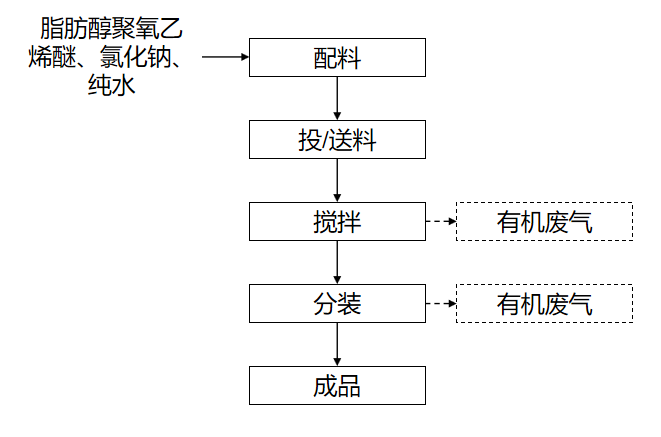 脂肪醇聚氧乙
烯醚、氯化钠、
纯水
配料
投/送料
搅拌
有机废气
分装
有机废气
成品